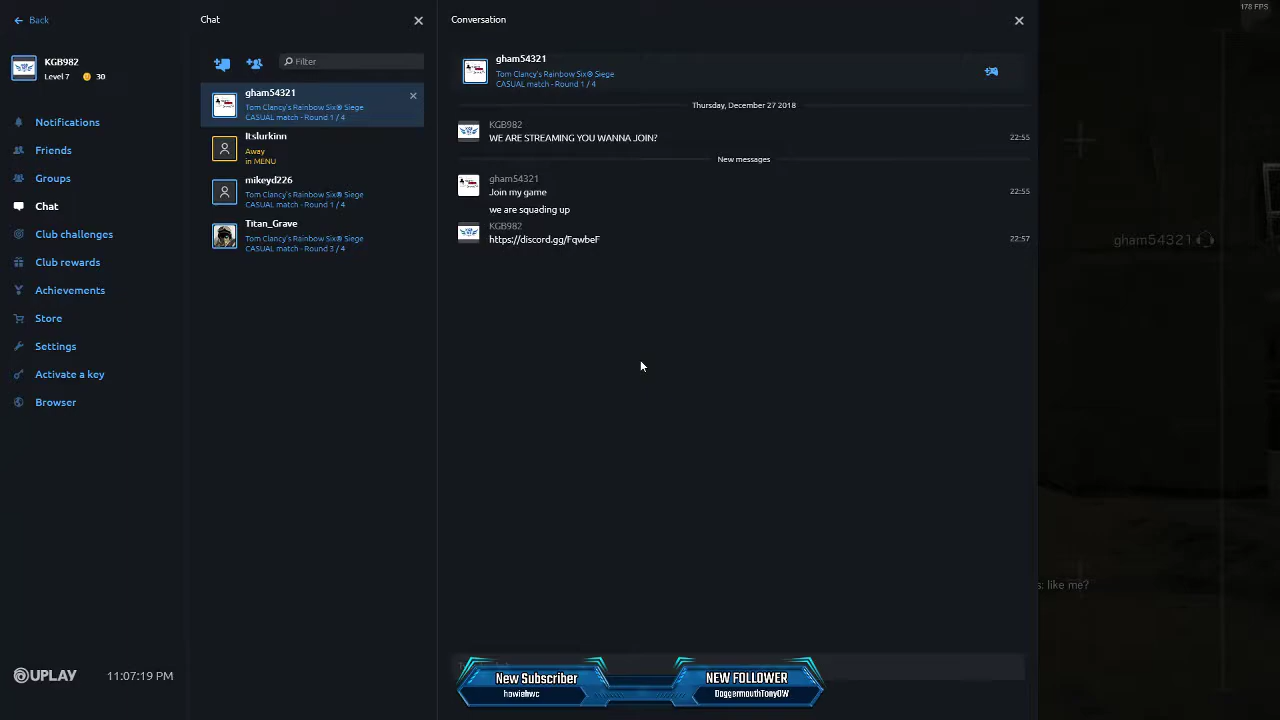 Back
KGB982
Level 7
30
Notifications
Friends
Groups
Chat
Club challenges
Club rewards
Achievements
Store
Settings
Activate a key
Browser
UPLAY
11:07:19 PM
Chat
Filter
gham54321
Tom Clancy's Rainbow Six® Siege
CASUAL match - Round 1 / 4
Itslurkinn
Away
in MENU
mikeyd226
Tom Clancy's Rainbow Six® Siege
CASUAL match - Round 1 / 4
Titan_Grave
Tom Clancy's Rainbow Six® Siege
CASUAL match - Round 3 / 4
Conversation
gham54321
Tom Clancy's Rainbow Six® Siege
CASUAL match - Round 1 / 4
Thursday, December 27 2018
KGB982
WE ARE STREAMING YOU WANNA JOIN? 22:55
New messages
gham54321
Join my game 22:55
we are squading up
KGB982
https://discord.gg/FqwbeF 22:57
New Subscriber
howiehwc
NEW FOLLOWER
DaggermouthTonyOW
178 FPS
gham54321
s: like me?